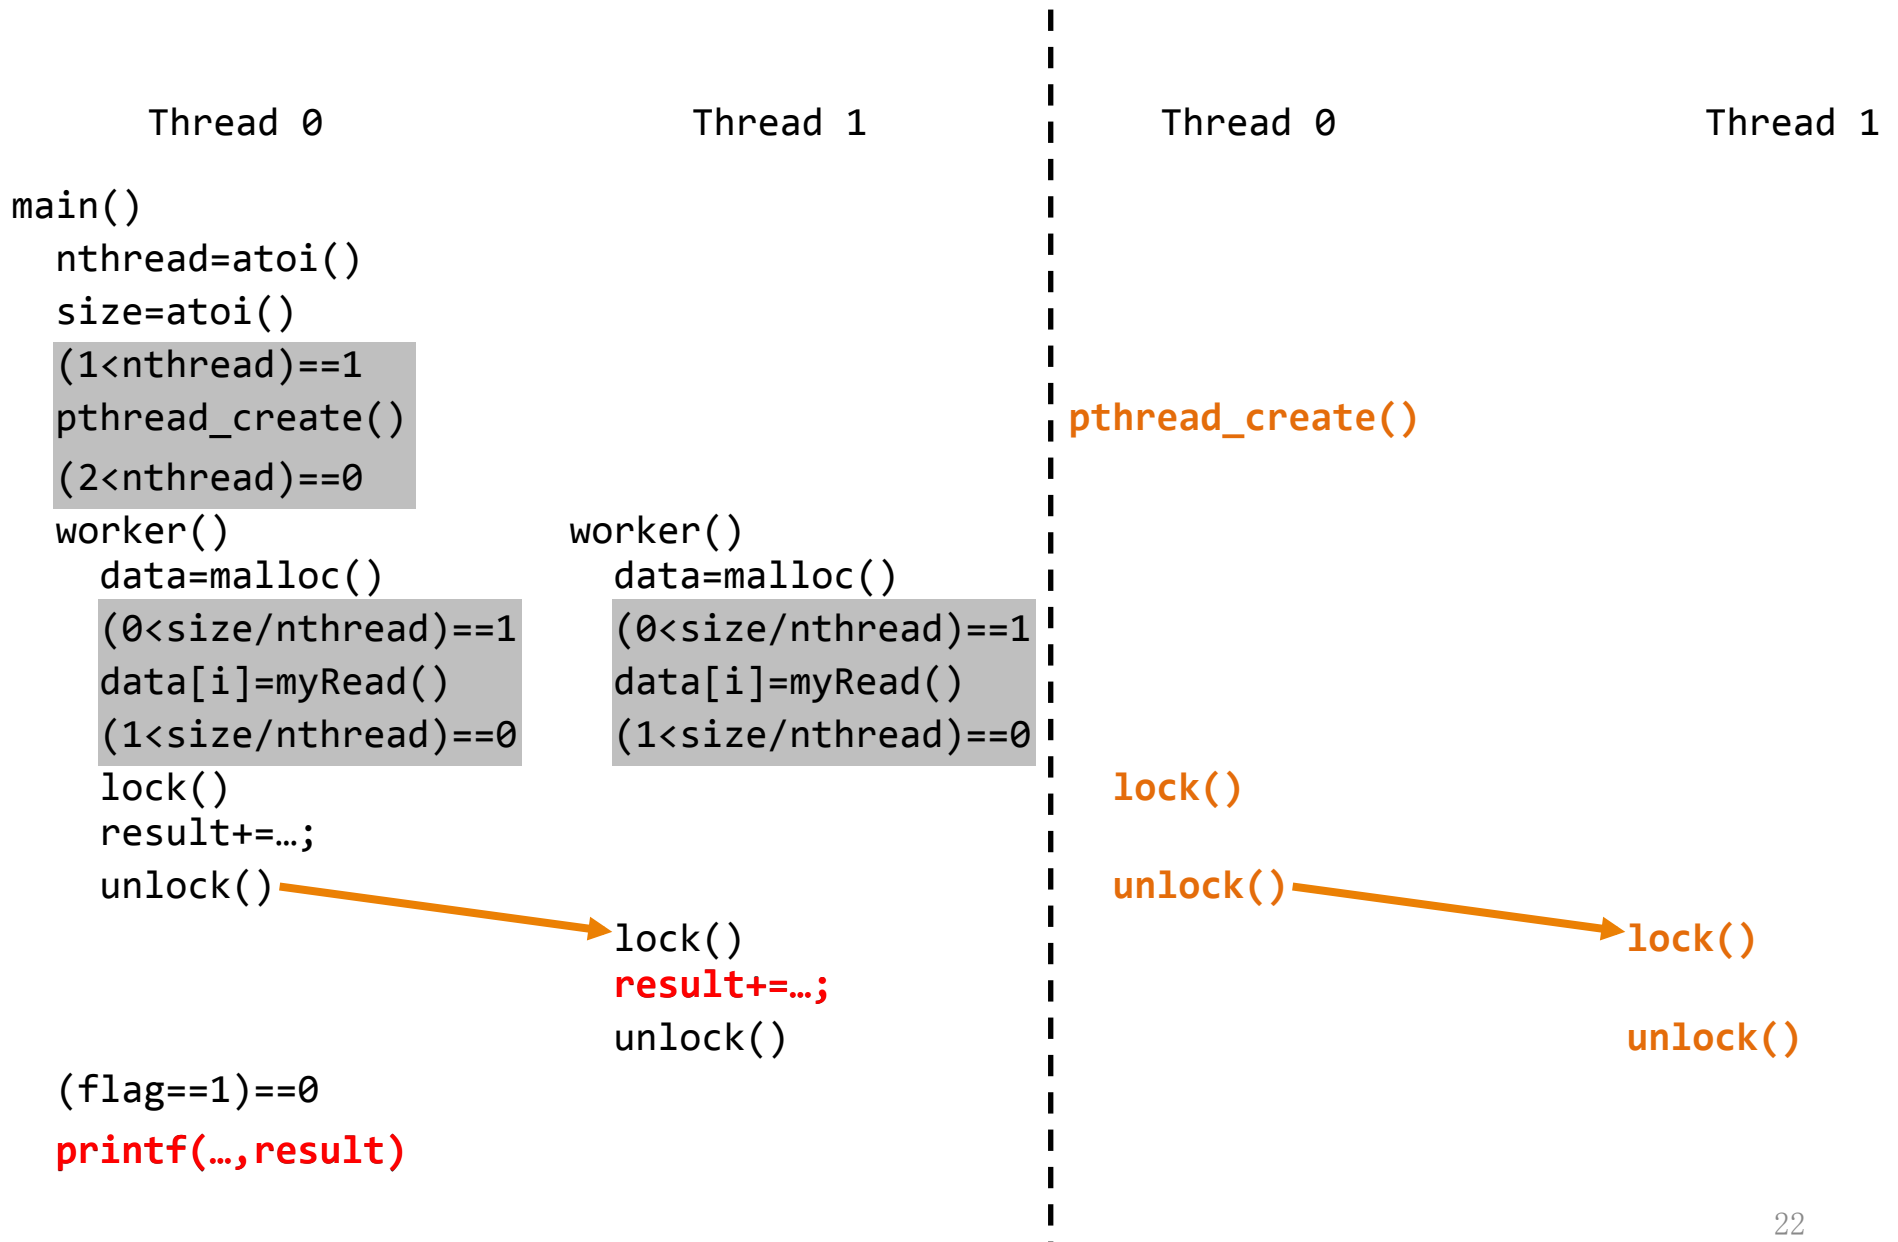 Thread 0 Thread 1 Thread 0 Thread 1
main()
nthread=atoi()
size=atoi()
(1<nthread)==1
pthread_create() pthread_create()
(2<nthread)==0
worker() worker()
data=malloc() data=malloc()
(0<size/nthread)==1 (0<size/nthread)==1
data[i]=myRead() data[i]=myRead()
(1<size/nthread)==0 (1<size/nthread)==0
lock() lock()
result+=…;
unlock() unlock()
lock() lock()
result+=…;
unlock() unlock()
(flag==1)==0
printf(…,result)
22